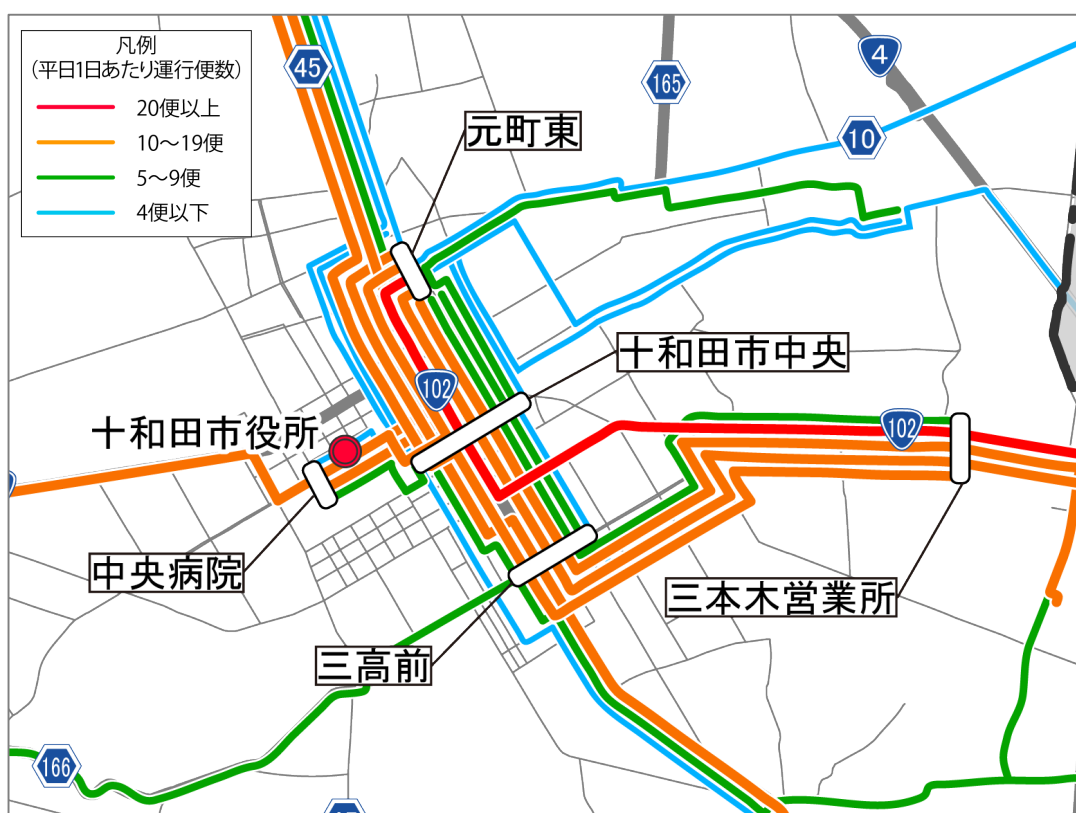 凡例
(平日1日あたり運行便数)
20便以上
10～19便
5～9便
4便以下
45
165
4
10
元町東
十和田市中央
102
102
十和田市役所
中央病院
三本木営業所
三高前
166